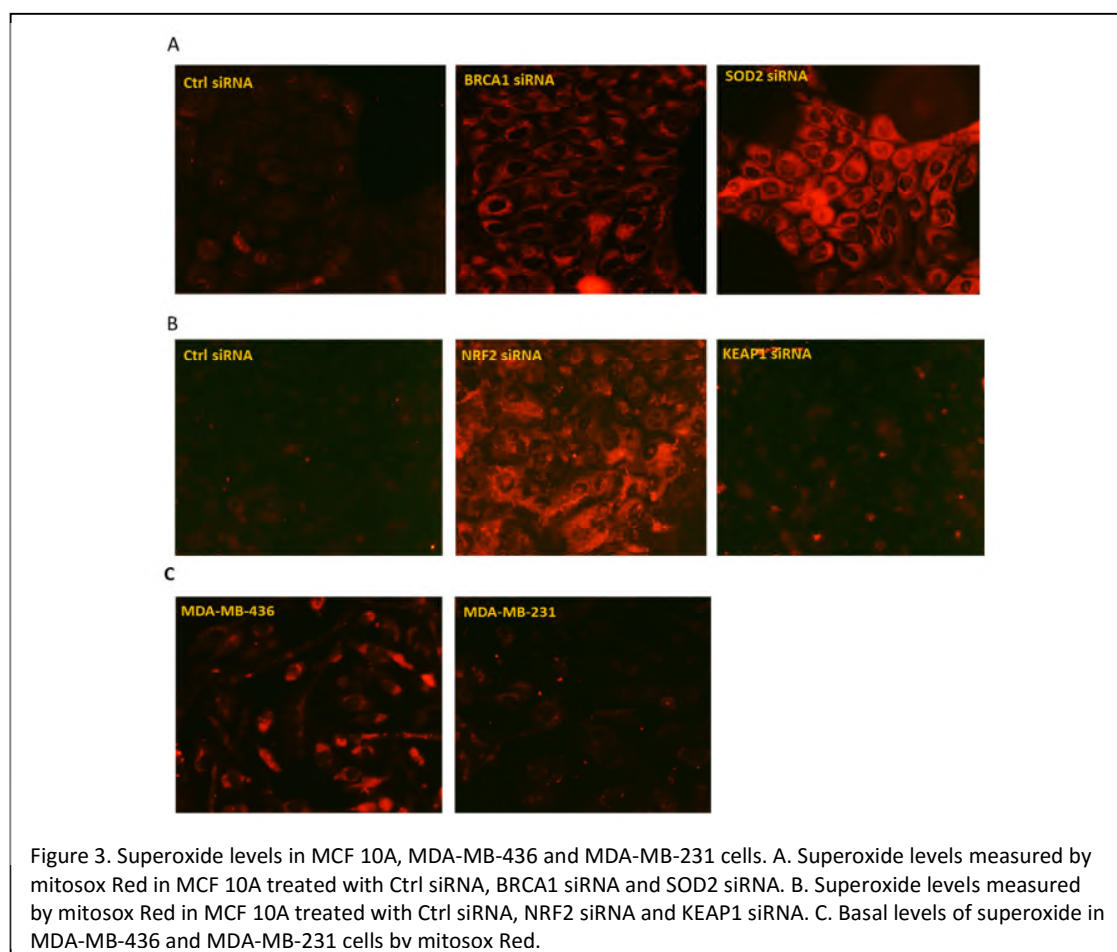 A
Ctrl siRNA
BRCA1 siRNA
SOD2 siRNA
B
Ctrl siRNA
NRF2 siRNA
KEAP1 siRNA
C
MDA-MB-436
MDA-MB-231
Figure 3. Superoxide levels in MCF 10A, MDA-MB-436 and MDA-MB-231 cells. A. Superoxide levels measured by
mitosox Red in MCF 10A treated with Ctrl siRNA, BRCA1 siRNA and SOD2 siRNA. B. Superoxide levels measured
by mitosox Red in MCF 10A treated with Ctrl siRNA, NRF2 siRNA and KEAP1 siRNA. C. Basal levels of superoxide in
MDA-MB-436 and MDA-MB-231 cells by mitosox Red.